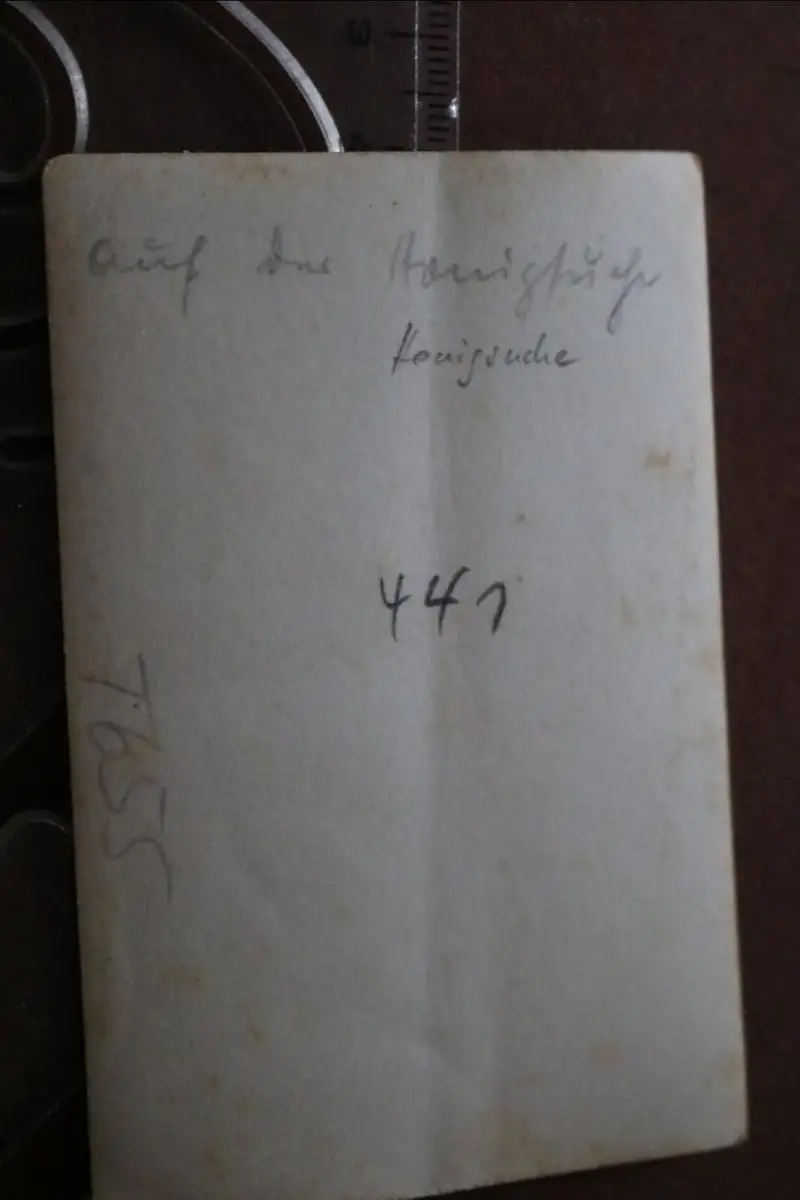 Auf der Honigsuche
Honigsuche
441
T655